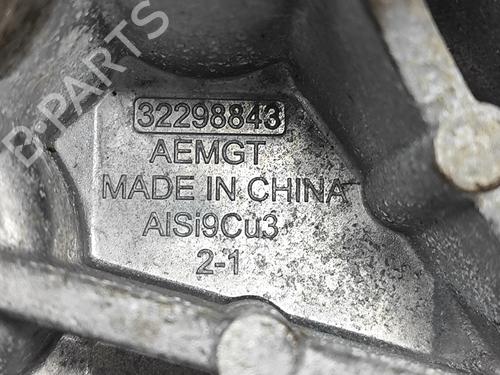 B-PARTS
32298843
AEMGT
MADE IN CHINA
AlSi9Cu3
2-1